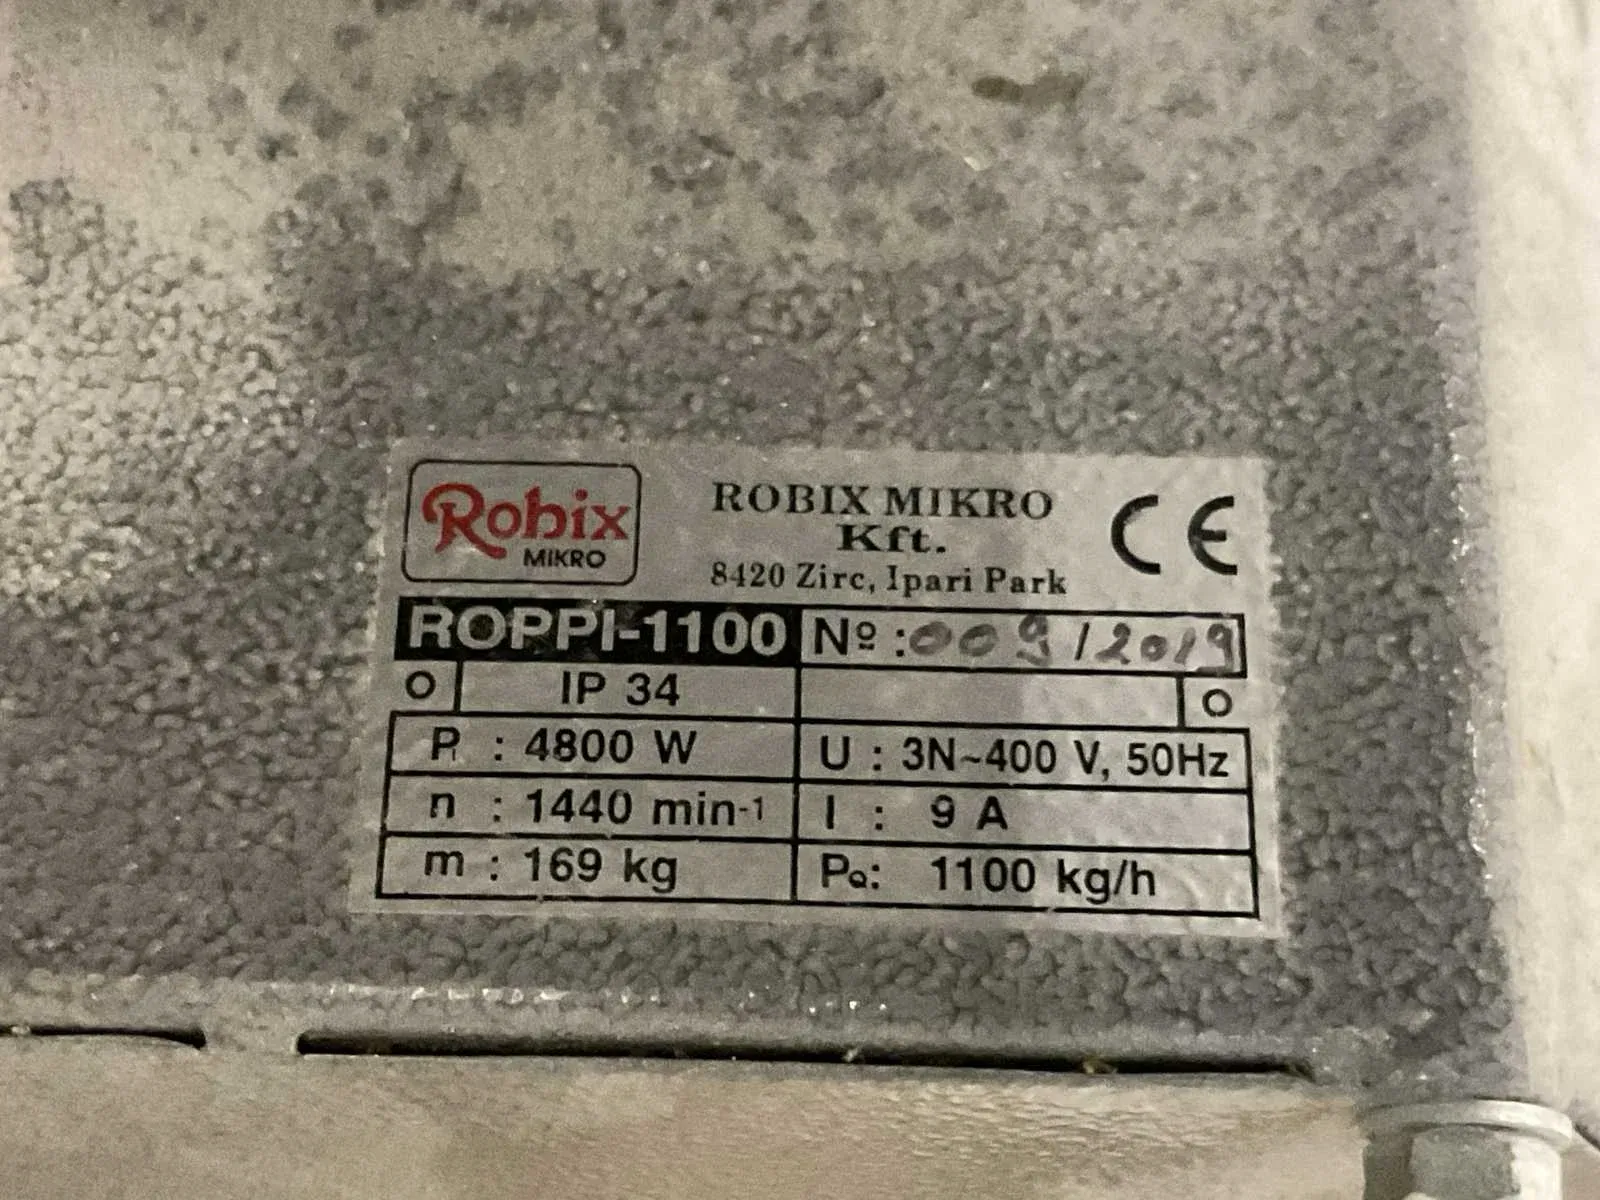 Robix
MIKRO
ROBIX MIKRO
Kft.
8420 Zirc, Ipari Park
CE
ROPPI-1100 Nº :009/2019
IP 34
P : 4800 W U : 3N~400 V, 50Hz
n : 1440 min-1 I : 9 A
m : 169 kg PQ: 1100 kg/h